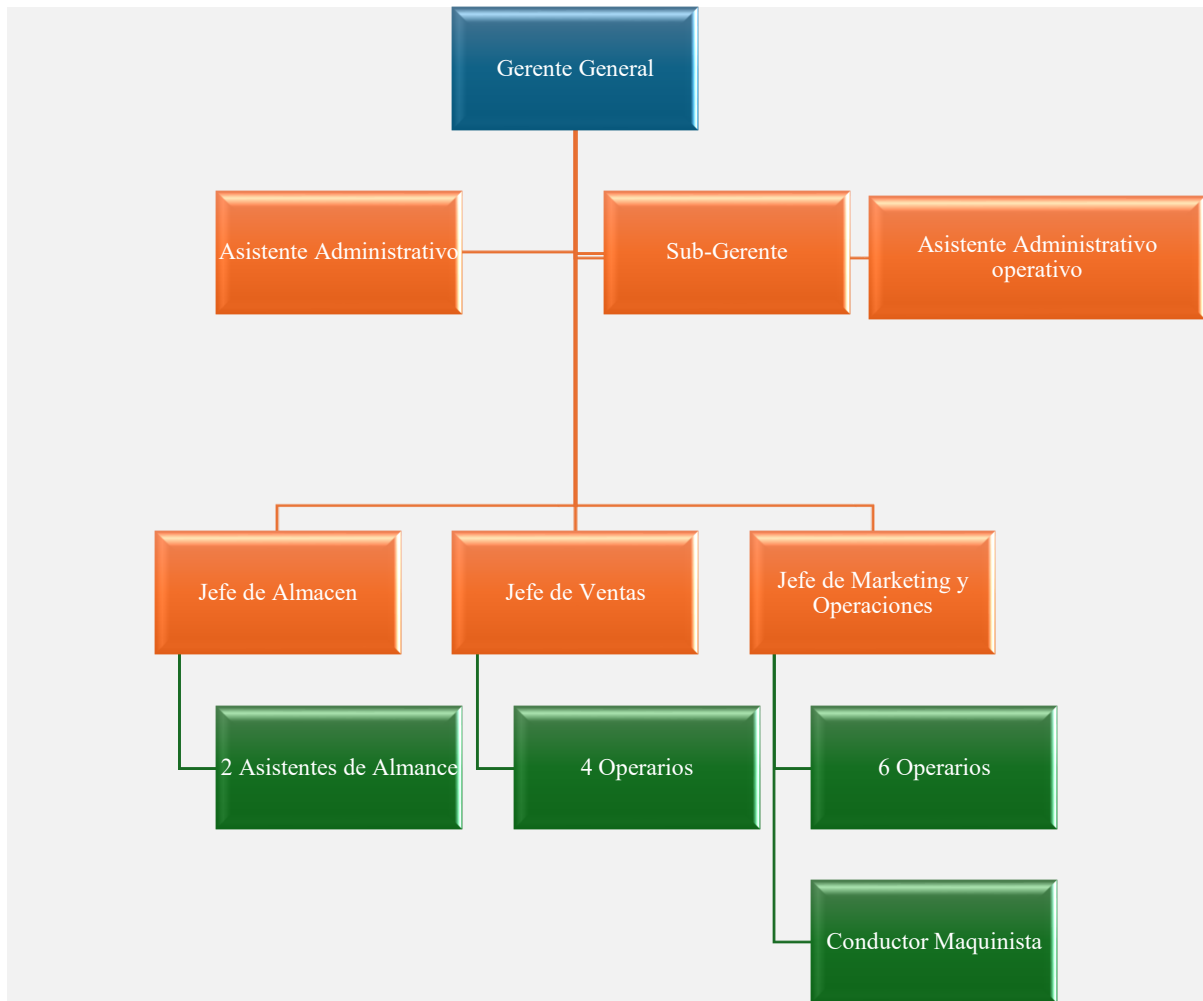 Gerente General
Asistente Administrativo
Sub-Gerente
Asistente Administrativo
operativo
Jefe de Almacen
Jefe de Ventas
Jefe de Marketing y
Operaciones
2 Asistentes de Almance
4 Operarios
6 Operarios
Conductor Maquinista